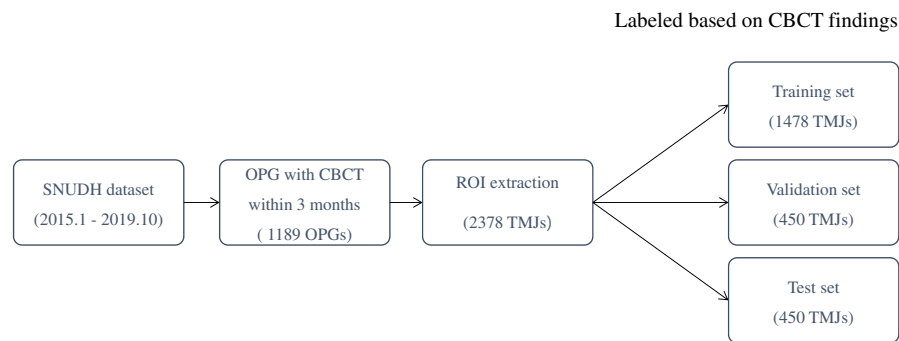 Labeled based on CBCT findings
SNUDH dataset
(2015.1 - 2019.10)
OPG with CBCT
within 3 months
( 1189 OPGs)
ROI extraction
(2378 TMJs)
Training set
(1478 TMJs)
Validation set
(450 TMJs)
Test set
(450 TMJs)